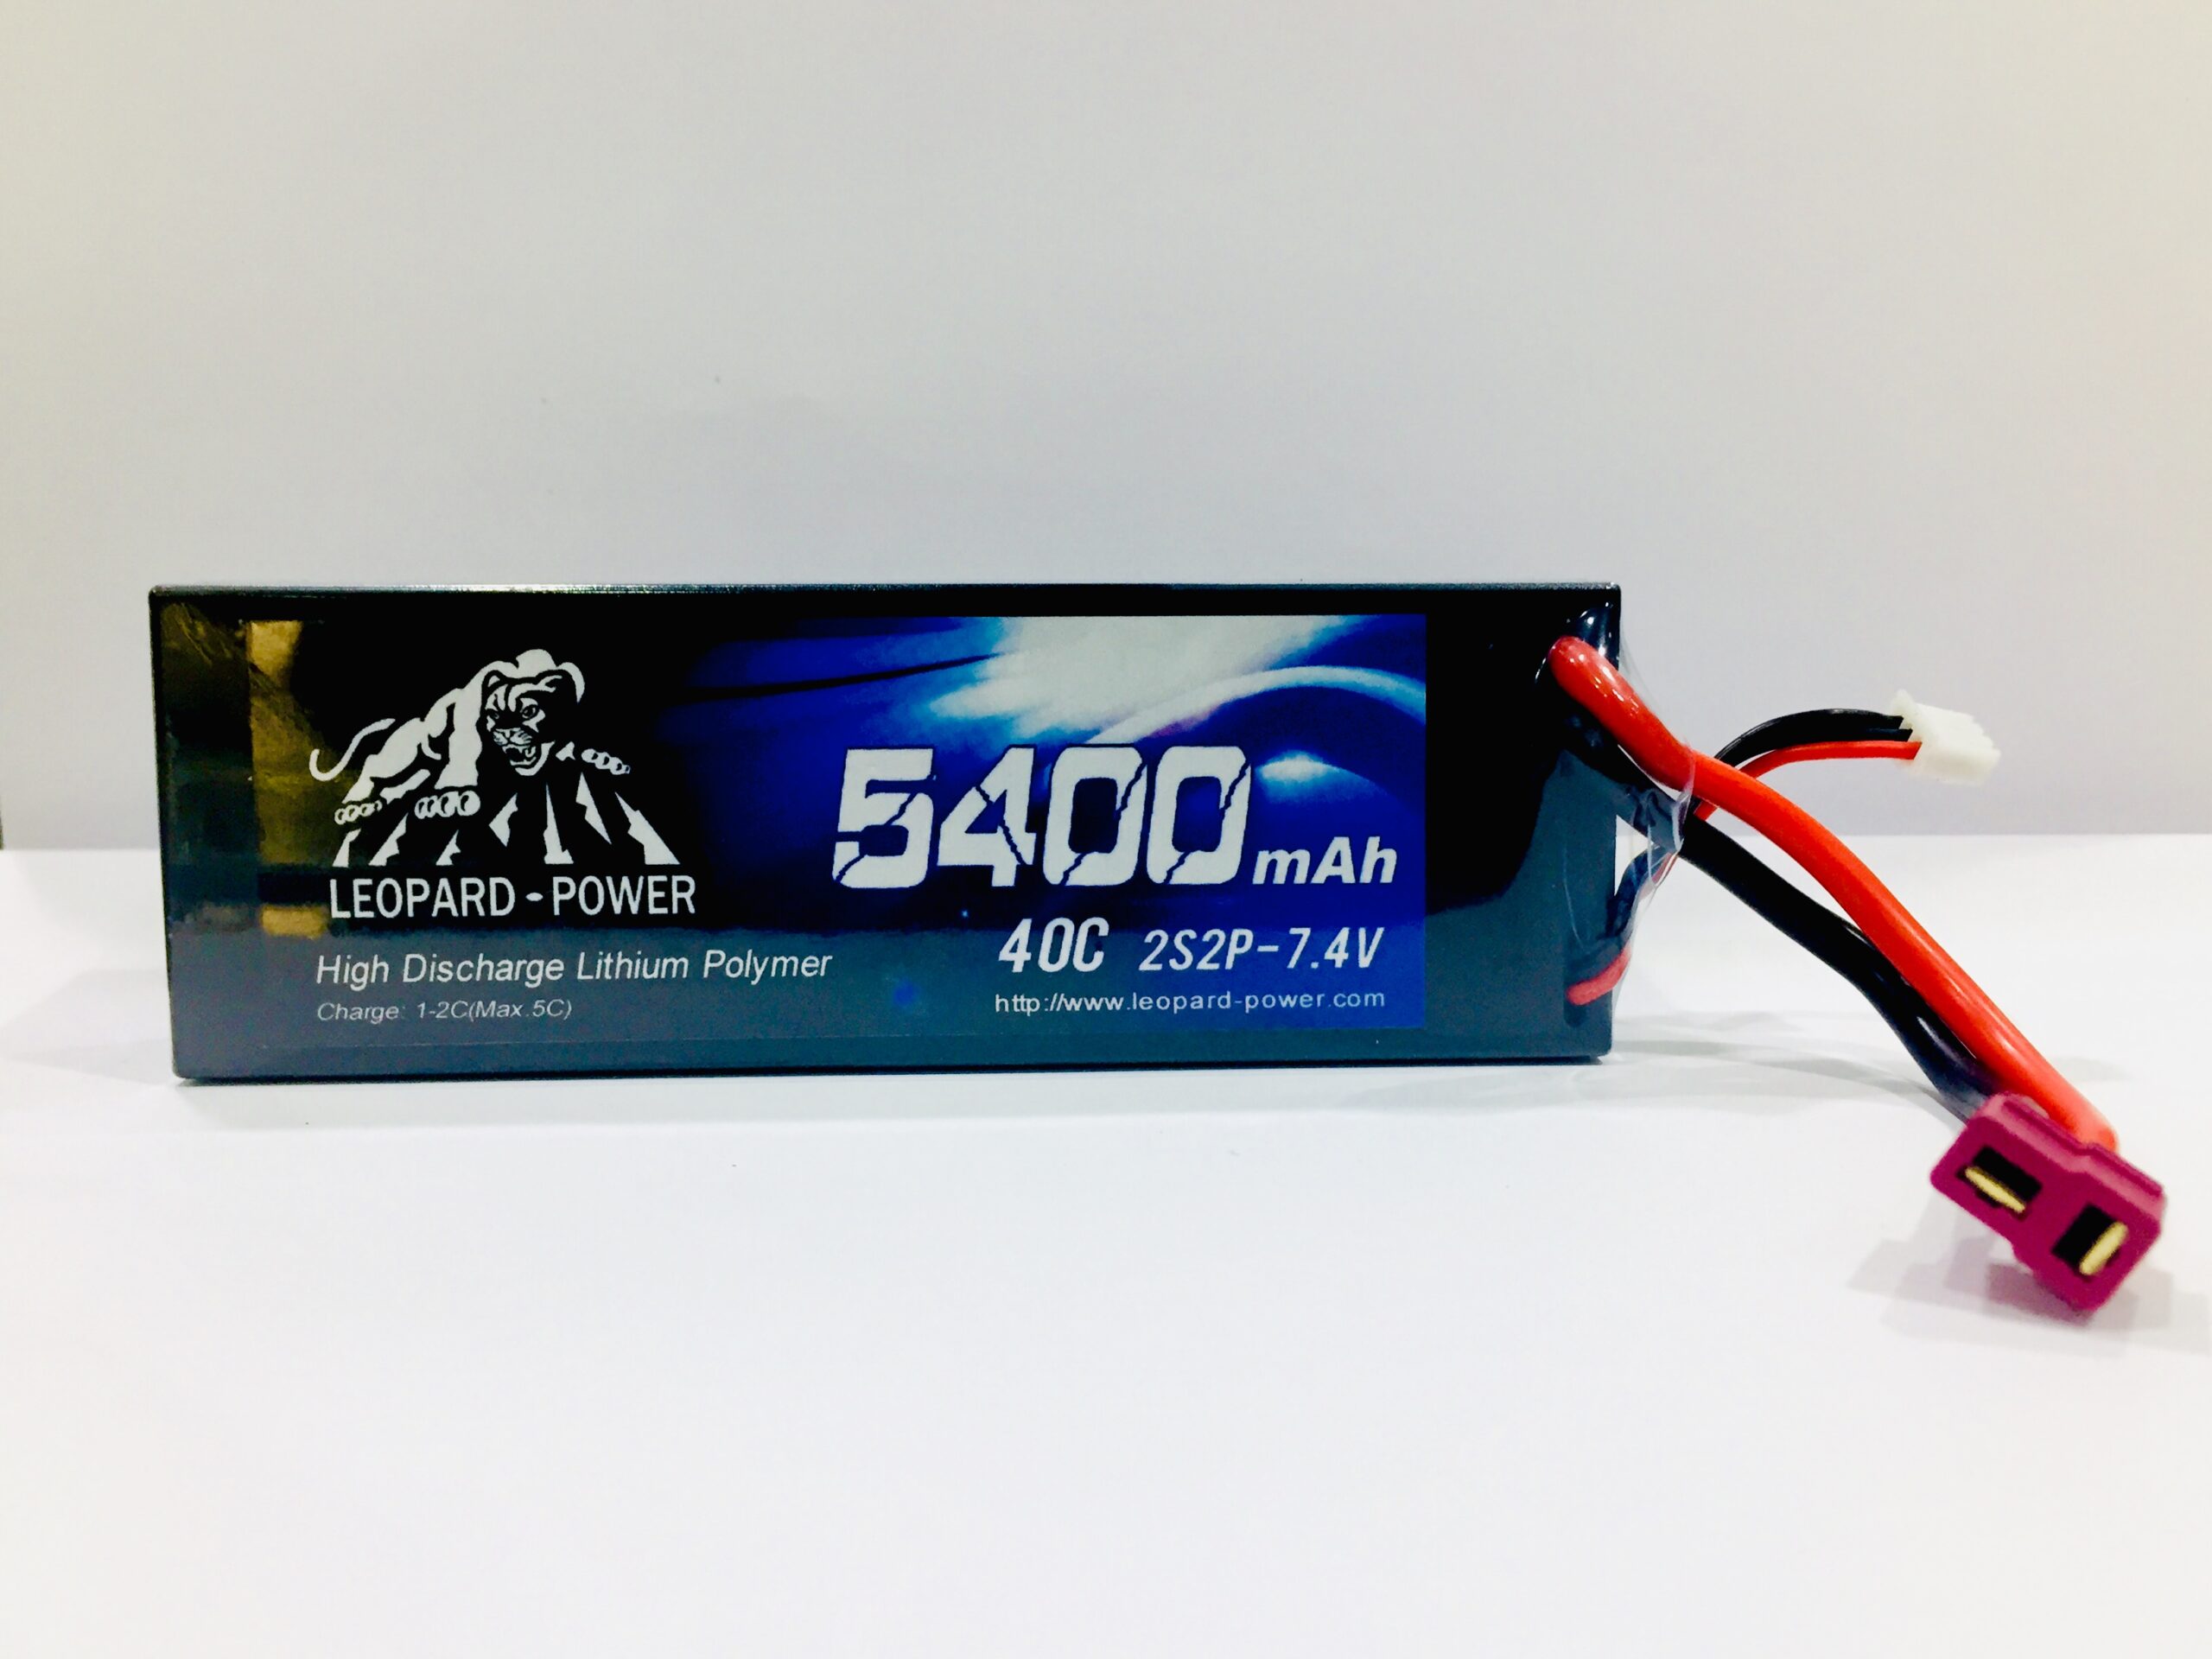 LEOPARD-POWER
High Discharge Lithium Polymer
Charge: 1-2C(Max.5C)
5400mAh
40C 2S2P-7.4V
http://www.leopard-power.com